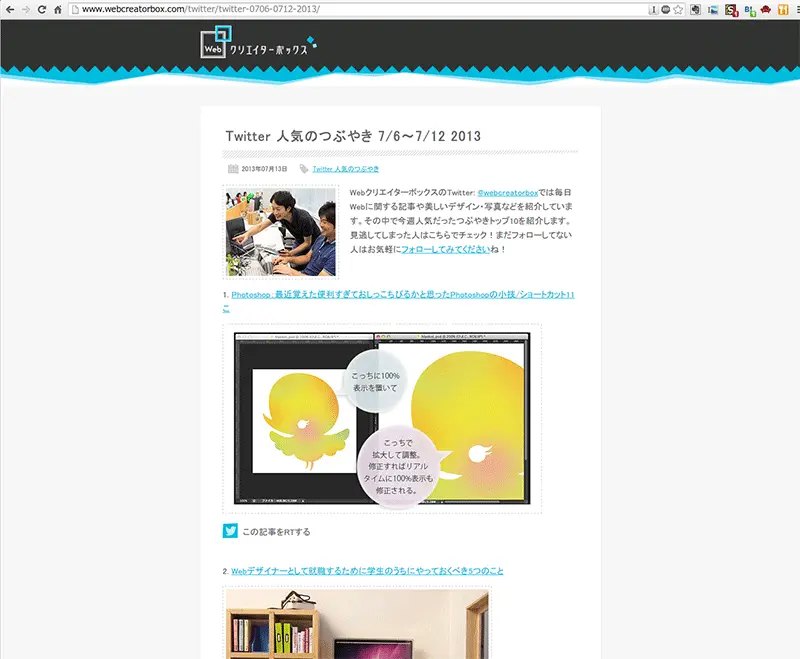 www.webcreatorbox.com/twitter/twitter-0706-0712-2013/
Web クリエイターボックス
Twitter 人気のつぶやき 7/6〜7/12 2013
2013年07月13日 Twitter 人気のつぶやき
WebクリエイターボックスのTwitter: @webcreatorboxでは毎日
Webに関する記事や美しいデザイン・写真などを紹介していま
す。その中で今週人気だったつぶやきトップ10を紹介します。
見逃してしまった人はこちらでチェック！まだフォローしてない
人はお気軽にフォローしてみてくださいね！
1. Photoshop：最近覚えた便利すぎておしっこちびるかと思ったPhotoshopの小技/ショートカット11
こ
こっちに100%
表示を置いて
こっちで
拡大して調整。
修正すればリアル
タイムに100%表示も
修正される。
この記事をRTする
2. Webデザイナーとして就職するために学生のうちにやっておくべき5つのこと